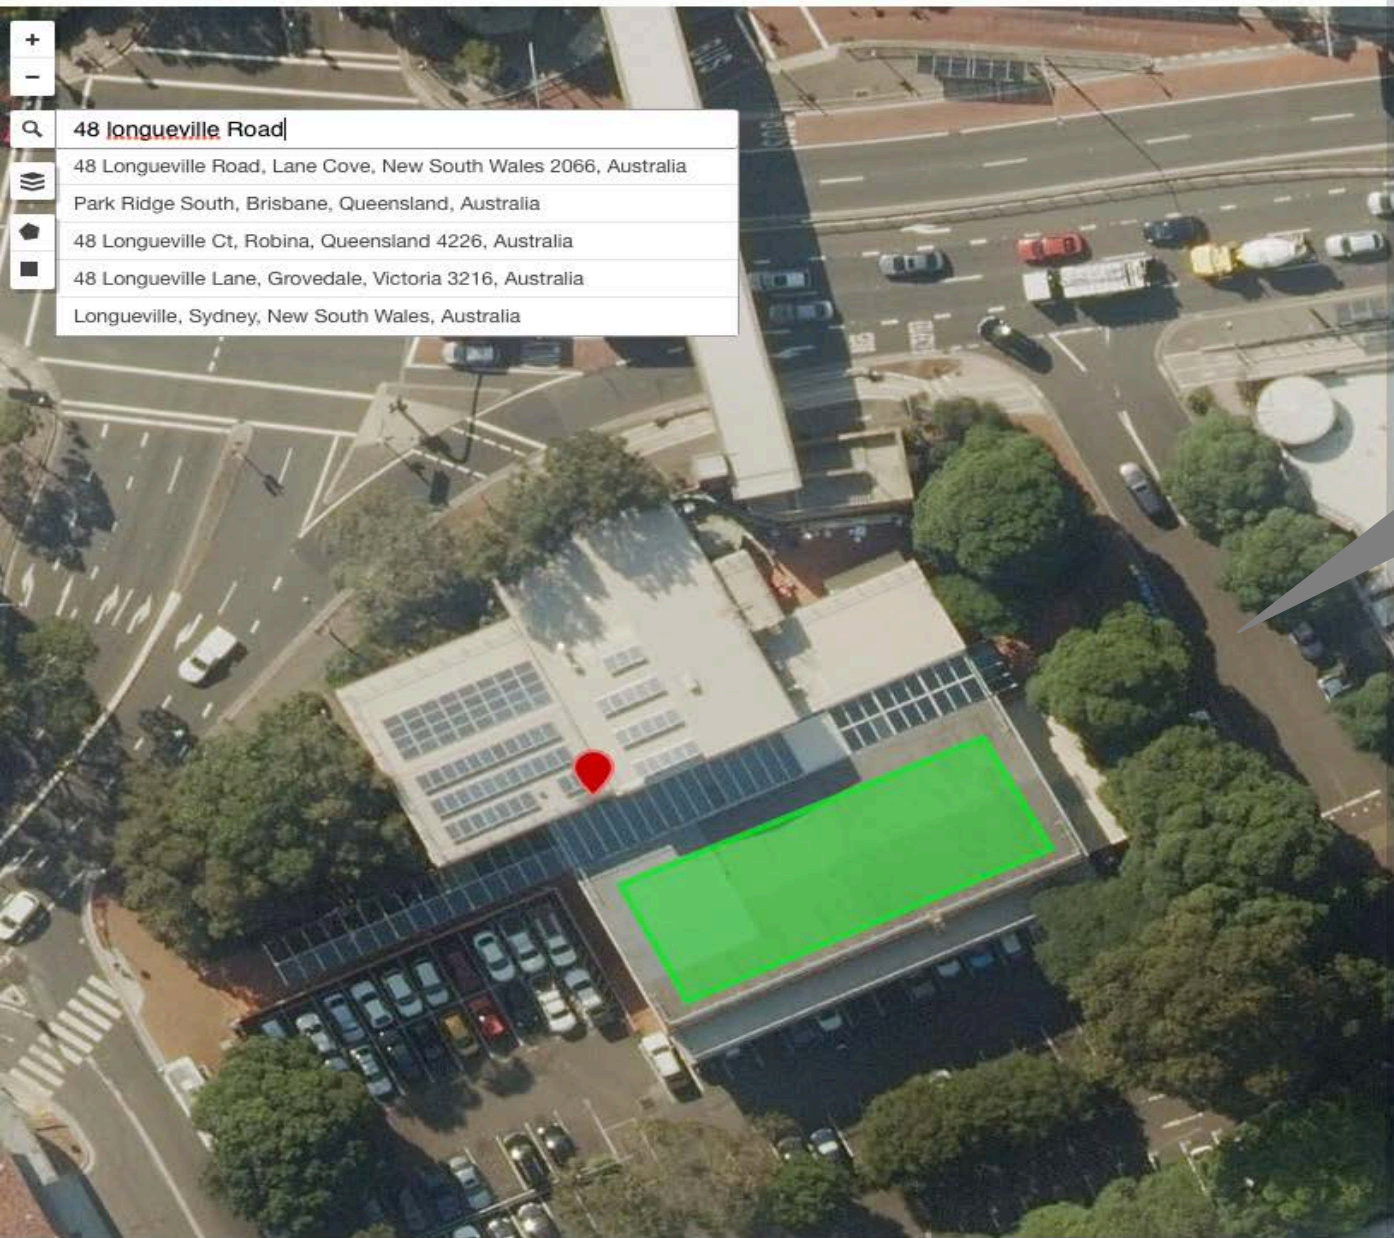 +
−
48 longueville Road
48 Longueville Road, Lane Cove, New South Wales 2066, Australia
Park Ridge South, Brisbane, Queensland, Australia
48 Longueville Ct, Robina, Queensland 4226, Australia
48 Longueville Lane, Grovedale, Victoria 3216, Australia
Longueville, Sydney, New South Wales, Australia